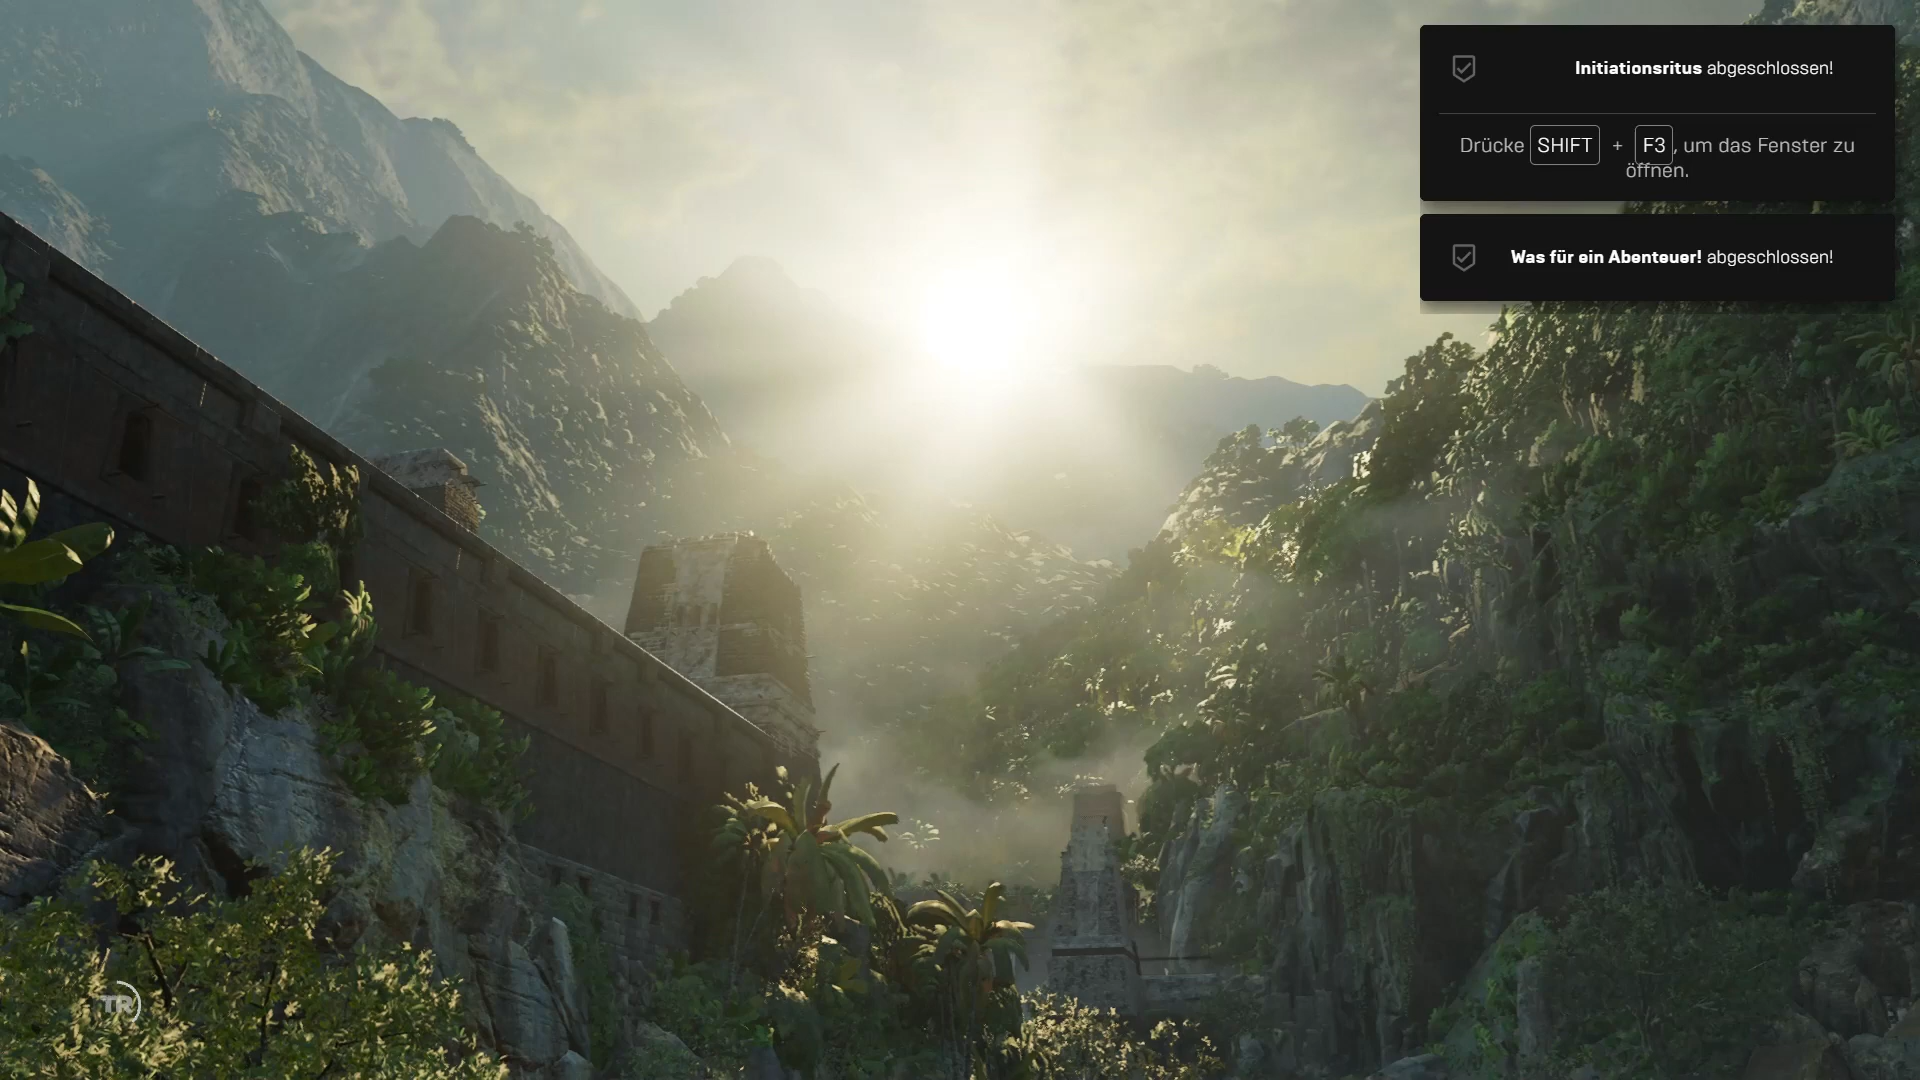 Initiationsritus abgeschlossen!
Drücke SHIFT + F3, um das Fenster zu
öffnen.
Was für ein Abenteuer! abgeschlossen!
TR